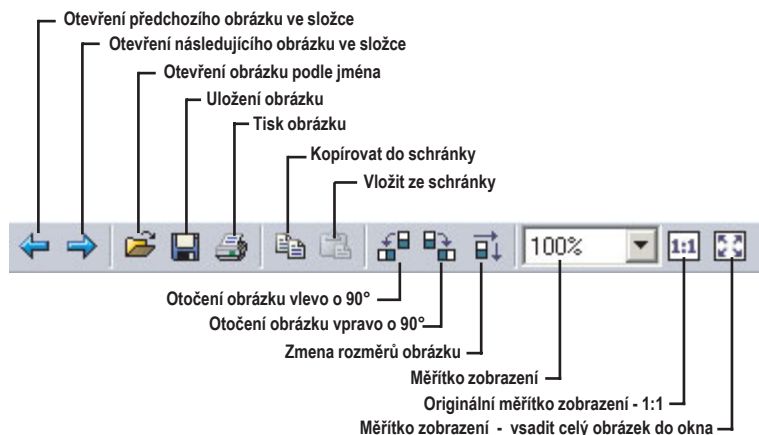 Otevření předchozího obrázku ve složce
Otevření následujícího obrázku ve složce
Otevření obrázku podle jména
Uložení obrázku
Tisk obrázku
Kopírovat do schránky
Vložit ze schránky
100%
1:1
Otočení obrázku vlevo o 90°
Otočení obrázku vpravo o 90°
Zmena rozměrů obrázku
Měřítko zobrazení
Originální měřítko zobrazení - 1:1
Měřítko zobrazení - vsadit celý obrázek do okna